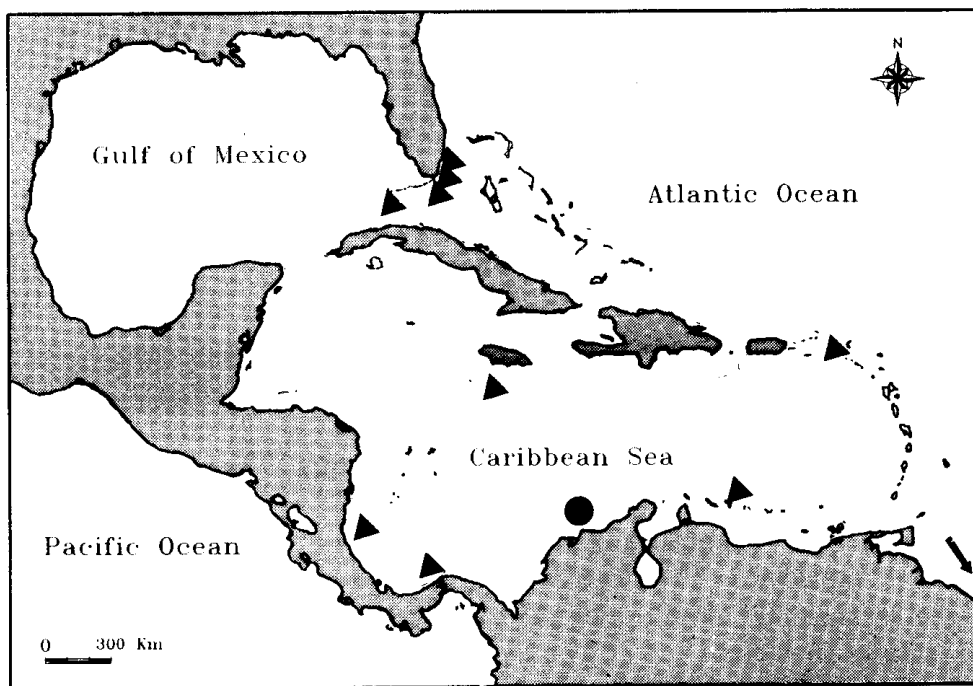 N
Gulf of Mexico
Atlantic Ocean
Caribbean Sea
Pacific Ocean
0 300 Km